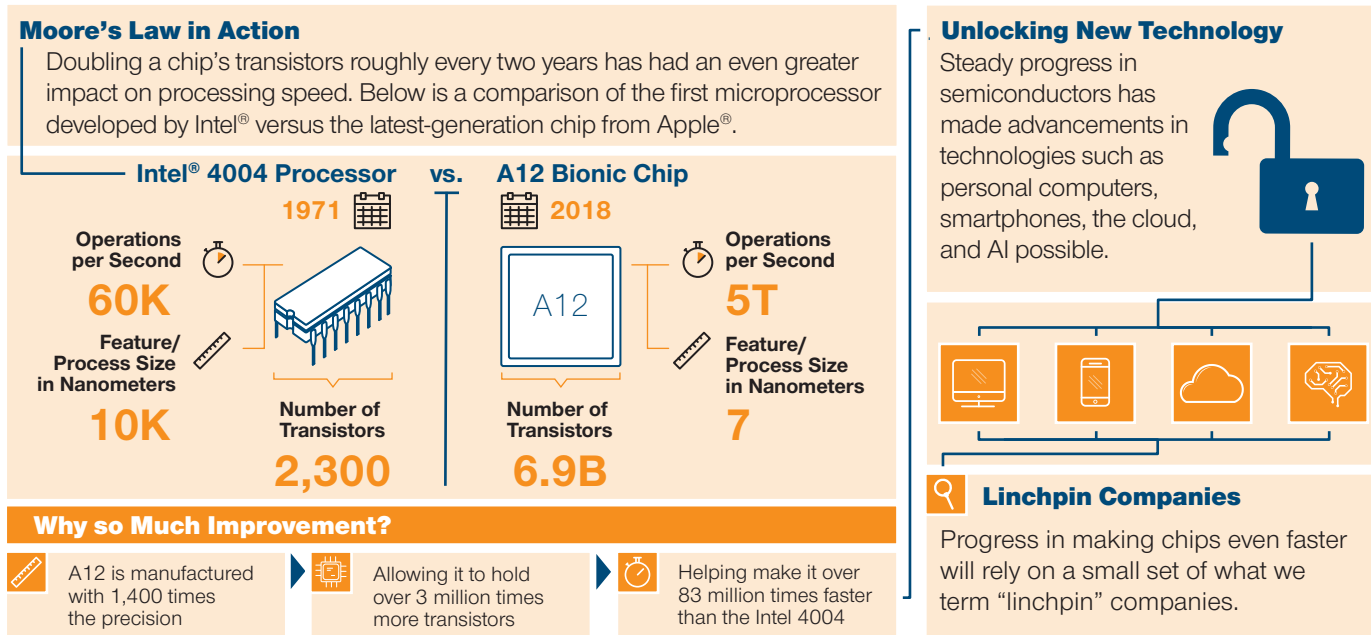 Moore's Law in Action
Doubling a chip's transistors roughly every two years has had an even greater
impact on processing speed. Below is a comparison of the first microprocessor
developed by Intel® versus the latest-generation chip from Apple®.
Intel® 4004 Processor vs. A12 Bionic Chip
1971
Operations
per Second
60K
Feature/
Process Size
in Nanometers
10K
Number of
Transistors
2,300
2018
A12
Operations
per Second
5T
Feature/
Process Size
in Nanometers
7
Number of
Transistors
6.9B
Why so Much Improvement?
A12 is manufactured
with 1,400 times
the precision
Allowing it to hold
over 3 million times
more transistors
Helping make it over
83 million times faster
than the Intel 4004
Unlocking New Technology
Steady progress in
semiconductors has
made advancements in
technologies such as
personal computers,
smartphones, the cloud,
and AI possible.
Linchpin Companies
Progress in making chips even faster
will rely on a small set of what we
term "linchpin" companies.